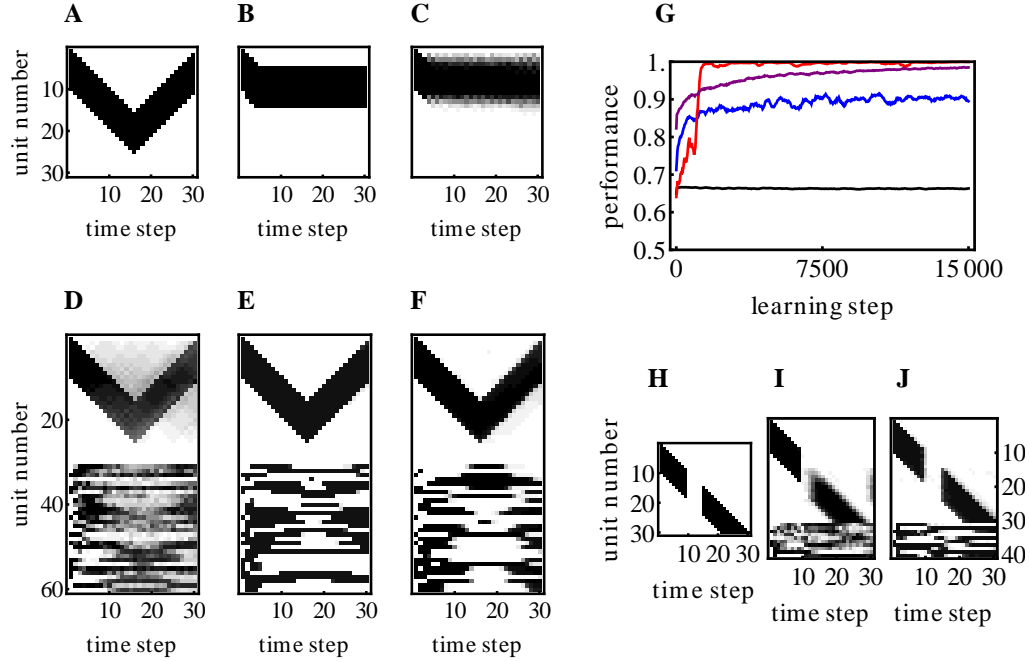 A
B
C
unit number
10
20
30
10 20 30
10 20 30
10 20 30
time step
time step
time step
G
performance
1.
0.9
0.8
0.7
0.6
0.5
0 7500 15 000
learning step
D
E
F
unit number
20
40
60
10 20 30
10 20 30
10 20 30
time step
time step
time step
H
I
J
unit number
10
20
30
10 20 30
10 20 30
10 20 30
10
20
30
40
time step
time step
time step